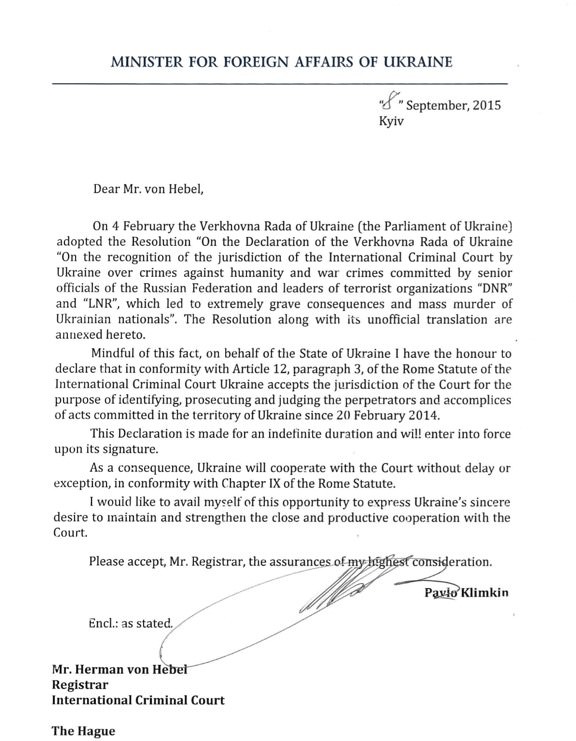 MINISTER FOR FOREIGN AFFAIRS OF UKRAINE
"8" September, 2015
Kyiv
Dear Mr. von Hebel,
On 4 February the Verkhovna Rada of Ukraine (the Parliament of Ukraine)
adopted the Resolution "On the Declaration of the Verkhovna Rada of Ukraine
"On the recognition of the jurisdiction of the International Criminal Court by
Ukraine over crimes against humanity and war crimes committed by senior
officials of the Russian Federation and leaders of terrorist organizations "DNR"
and "LNR", which led to extremely grave consequences and mass murder of
Ukrainian nationals". The Resolution along with its unofficial translation are
annexed hereto.
Mindful of this fact, on behalf of the State of Ukraine I have the honour to
declare that in conformity with Article 12, paragraph 3, of the Rome Statute of the
International Criminal Court Ukraine accepts the jurisdiction of the Court for the
purpose of identifying, prosecuting and judging the perpetrators and accomplices
of acts committed in the territory of Ukraine since 20 February 2014.
This Declaration is made for an indefinite duration and will enter into force
upon its signature.
As a consequence, Ukraine will cooperate with the Court without delay or
exception, in conformity with Chapter IX of the Rome Statute.
I would like to avail myself of this opportunity to express Ukraine's sincere
desire to maintain and strengthen the close and productive cooperation with the
Court.
Please accept, Mr. Registrar, the assurances of my highest consideration.
Pavlo Klimkin
Encl.: as stated.
Mr. Herman von Hebel
Registrar
International Criminal Court
The Hague